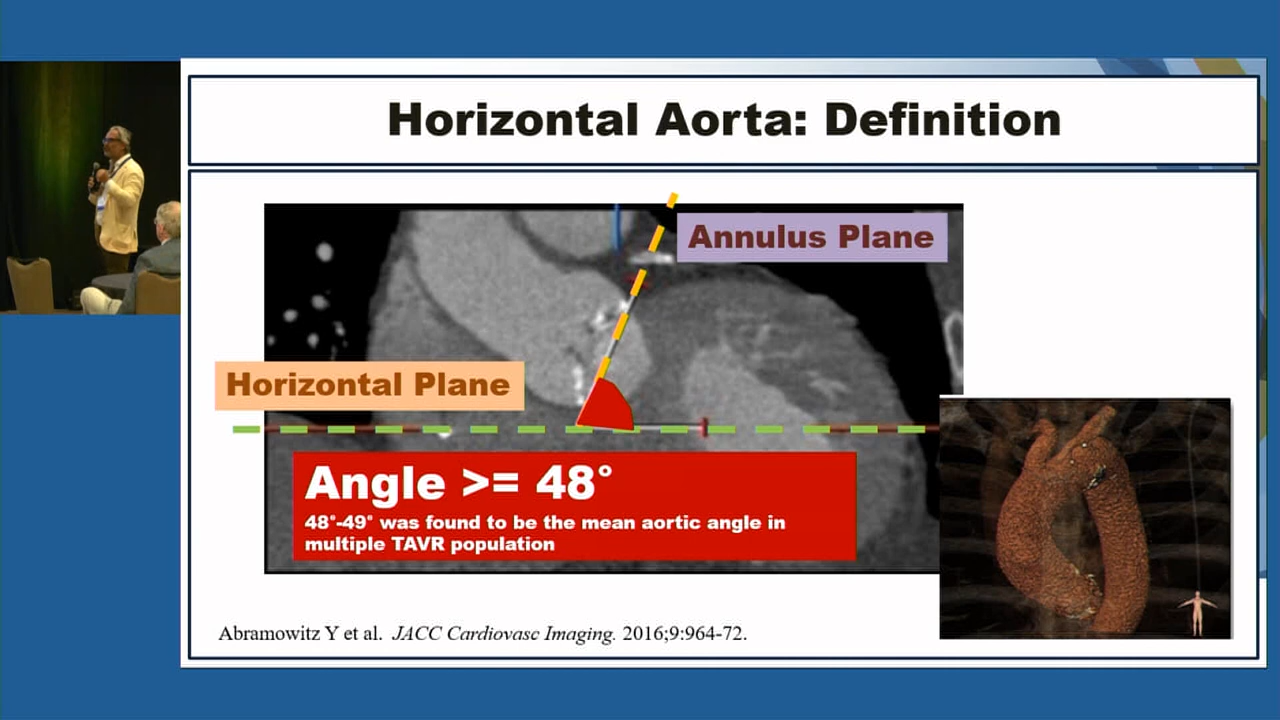 Horizontal Aorta: Definition
Annulus Plane
Horizontal Plane
Angle >= 48°
48°-49° was found to be the mean aortic angle in
multiple TAVR population
Abramowitz Y et al. JACC Cardiovasc Imaging. 2016;9:964-72.